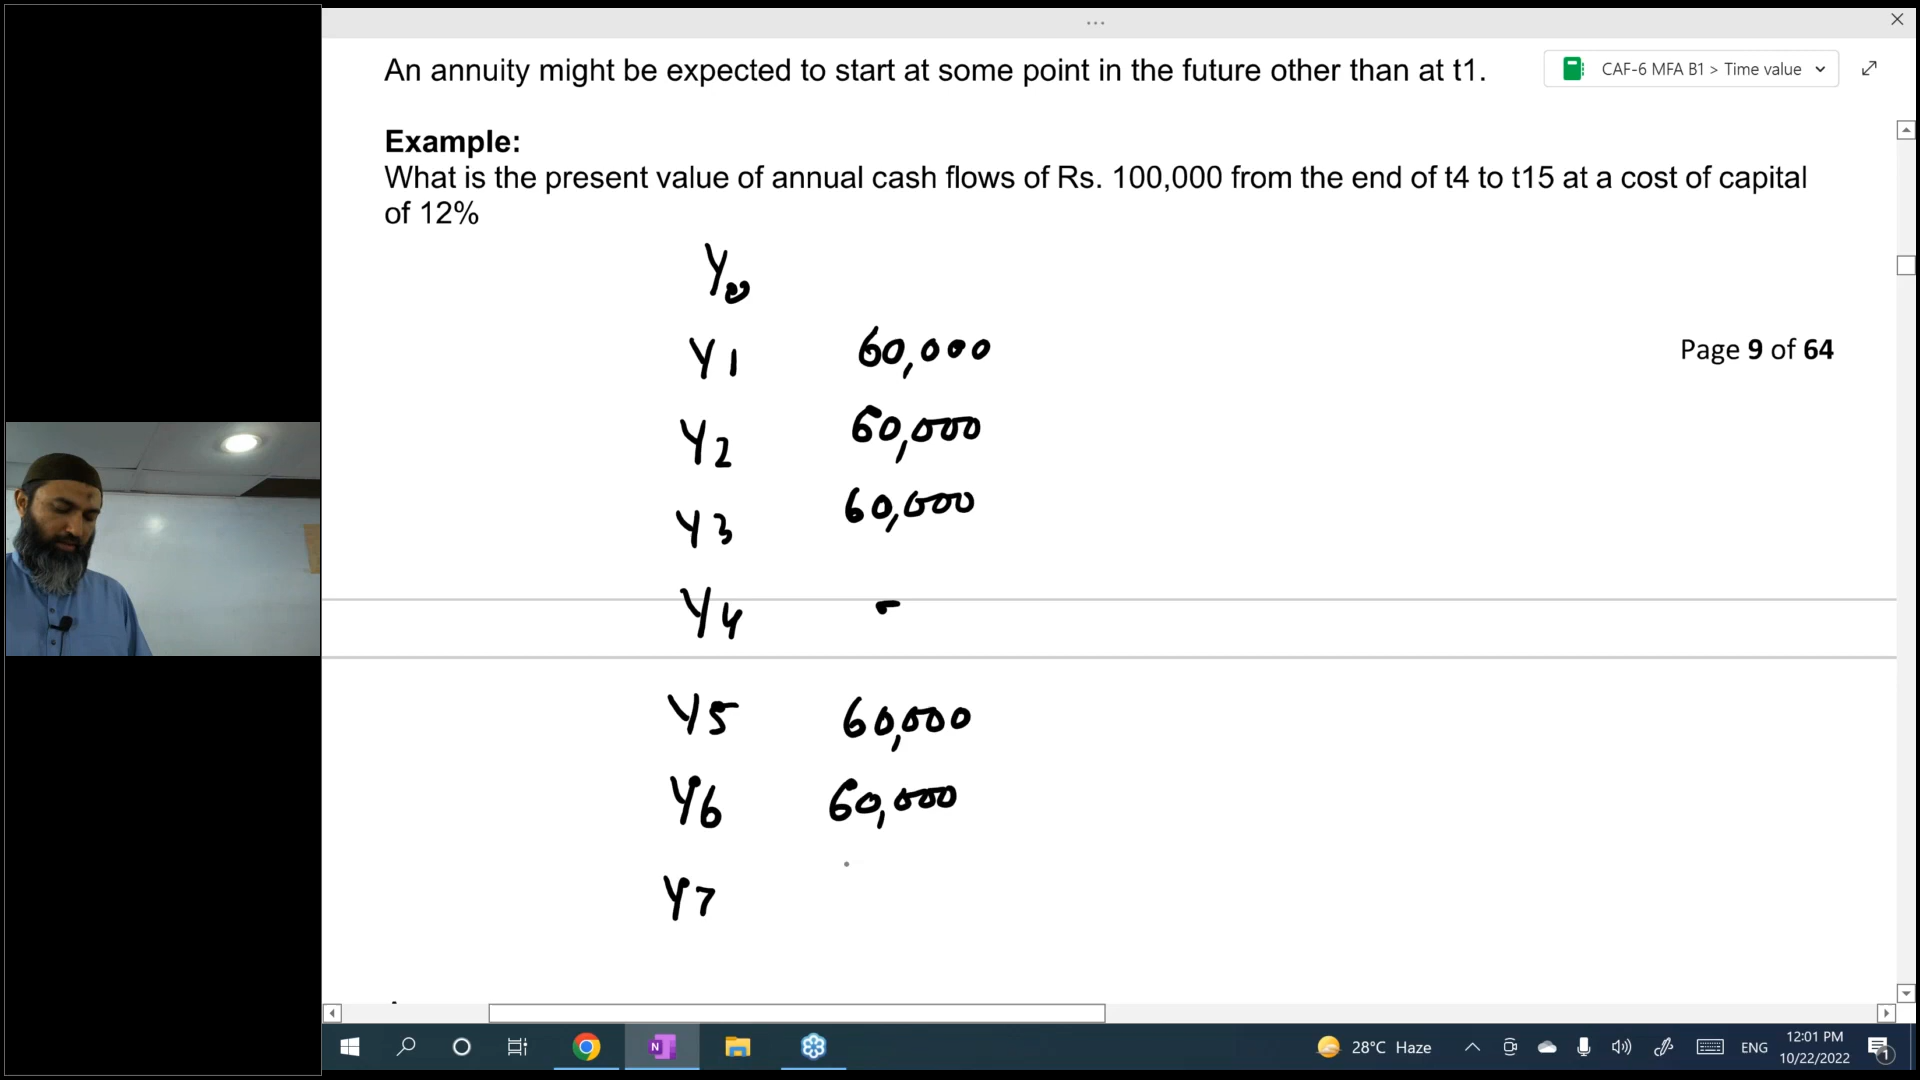 An annuity might be expected to start at some point in the future other than at t1.
CAF-6 MFA B1 > Time value
Example:
What is the present value of annual cash flows of Rs. 100,000 from the end of t4 to t15 at a cost of capital
of 12%
Y0
Y1 60,000
Page 9 of 64
Y2 60,000
Y3 60,000
Y4 -
Y5 60,000
Y6 60,000
Y7
28°C Haze
ENG
12:01 PM
10/22/2022
1